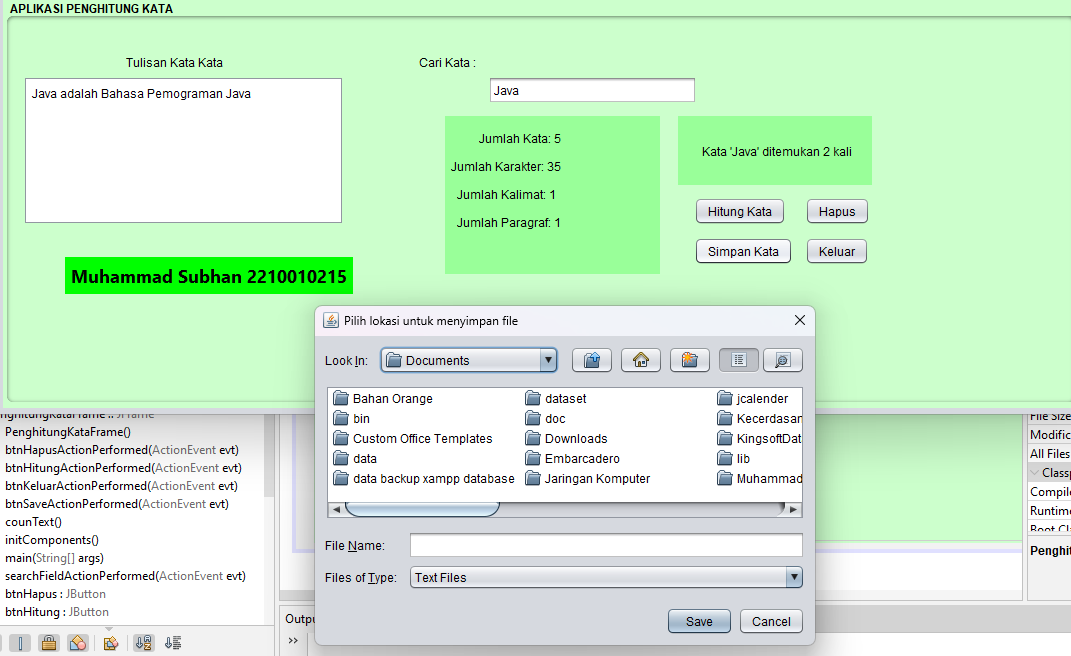 APLIKASI PENGHITUNG KATA
Tulisan Kata Kata
Cari Kata :
Java adalah Bahasa Pemograman Java
Java
Jumlah Kata: 5
Jumlah Karakter: 35
Jumlah Kalimat: 1
Jumlah Paragraf: 1
Kata 'Java' ditemukan 2 kali
Hitung Kata
Hapus
Simpan Kata
Keluar
Muhammad Subhan 2210010215
Pilih lokasi untuk menyimpan file
Look In:
Documents
Bahan Orange
bin
Custom Office Templates
data
data backup xampp database
dataset
doc
Downloads
Embarcadero
Jaringan Komputer
jcalender
Kecerdasan
KingsoftDat
lib
Muhammad
File Name:
Files of Type:
Text Files
Save
Cancel
PenghitungKataFrame()
btnHapusActionPerformed(ActionEvent evt)
btnHitungActionPerformed(ActionEvent evt)
btnKeluarActionPerformed(ActionEvent evt)
btnSaveActionPerformed(ActionEvent evt)
counText()
initComponents()
main(String[] args)
searchFieldActionPerformed(ActionEvent evt)
btnHapus : JButton
btnHitung : JButton
Outpu
>>
File Size
Modific
All Files
Classp
Compile
Runtime
Penghit